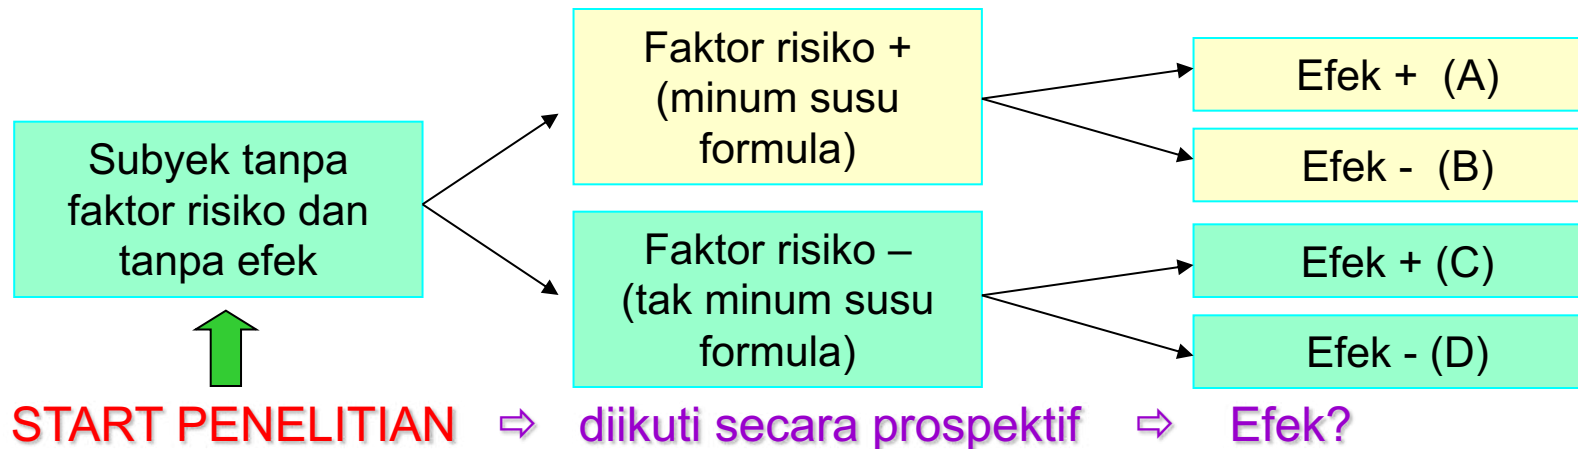 Subyek tanpa
faktor risiko dan
tanpa efek
Faktor risiko +
(minum susu
formula)
Faktor risiko –
(tak minum susu
formula)
Efek + (A)
Efek - (B)
Efek + (C)
Efek - (D)
START PENELITIAN ⇨ diikuti secara prospektif ⇨ Efek?